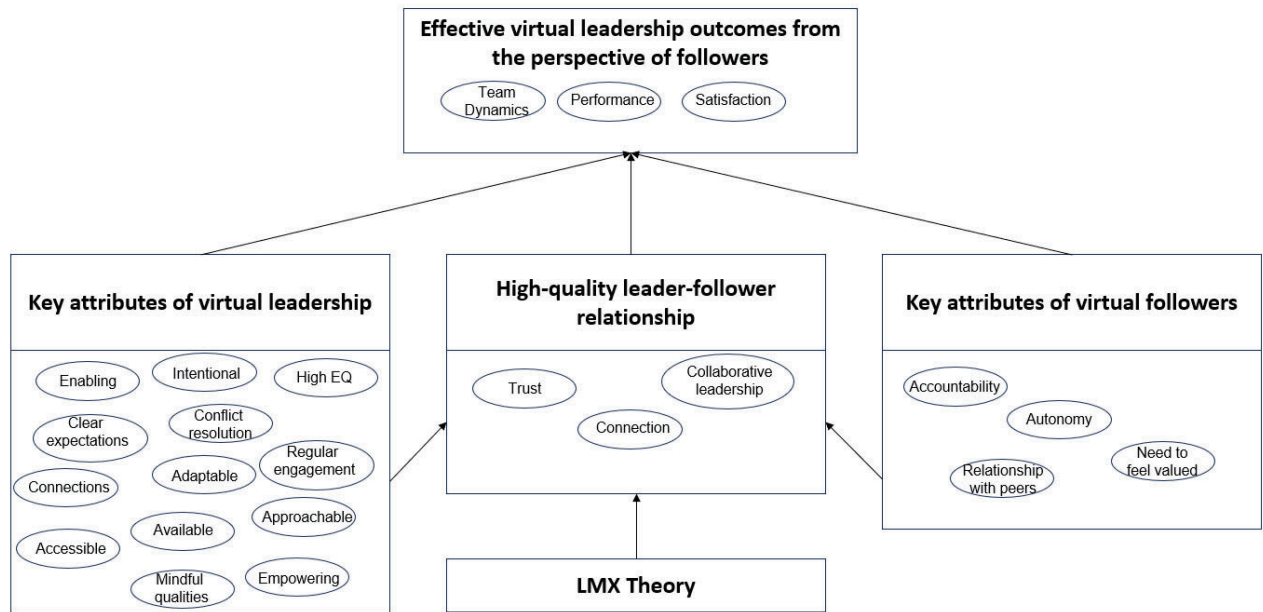 Effective virtual leadership outcomes from
the perspective of followers
Team
Dynamics
Performance
Satisfaction
Key attributes of virtual leadership
Enabling
Intentional
High EQ
Clear
expectations
Conflict
resolution
Regular
engagement
Connections
Adaptable
Approachable
Available
Accessible
Mindful
qualities
Empowering
High-quality leader-follower
relationship
Trust
Collaborative
leadership
Connection
LMX Theory
Key attributes of virtual followers
Accountability
Autonomy
Need to
feel valued
Relationship
with peers